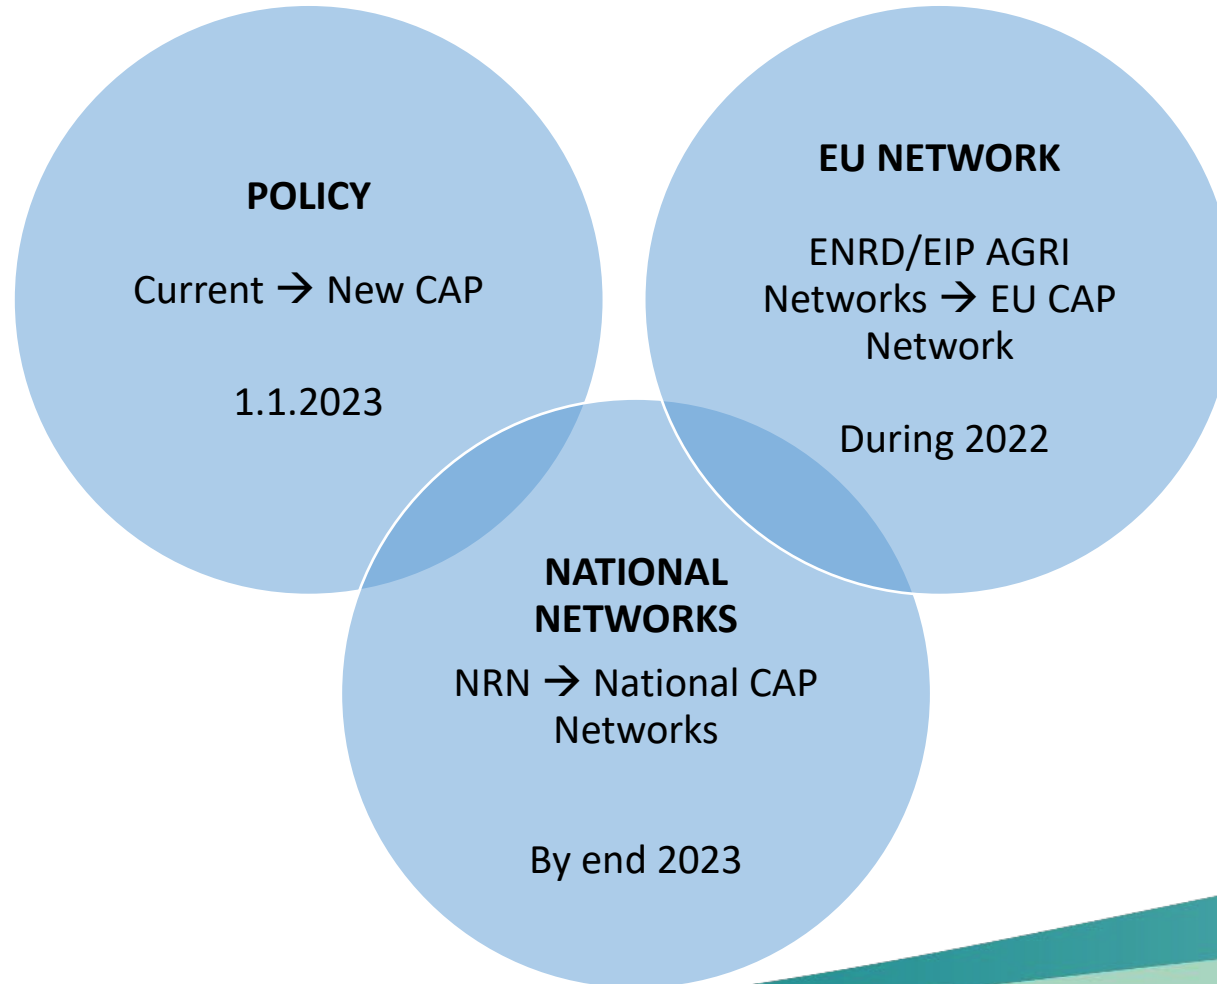 POLICY
Current → New CAP
1.1.2023
EU NETWORK
ENRD/EIP AGRI
Networks → EU CAP
Network
During 2022
NATIONAL
NETWORKS
NRN → National CAP
Networks
By end 2023